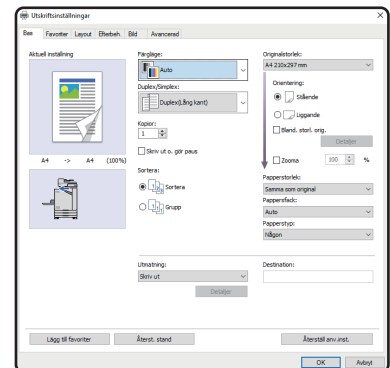 Utskriftsinställningar
Bas Favoriter Layout Efterbeh. Bild Avancerad
Aktuell inställning
A4 -> A4 (100%)
Färgläge:
Auto
Duplex/Simplex:
Duplex(Lång kant)
Kopior:
1
Skriv ut o. gör paus
Sortera:
Sortera
Grupp
Originalstorlek:
A4 210x297 mm
Orientering:
Stående
Liggande
Bland. storl. orig.
Detaljer
Zooma 100 %
Pappersstorlek:
Samma som original
Pappersfack:
Auto
Papperstyp:
Någon
Utmatning:
Skriv ut
Detaljer
Destination:
Lägg till favoriter Återst. stand Återställ anv.inst.
OK Avbryt